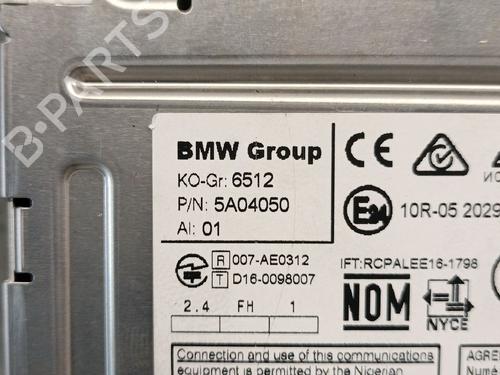 B-PARTS
BMW Group
KO-Gr: 6512
P/N: 5A04050
AI: 01
CE
E24
10R-05 2029
R 007-AE0312
T D16-0098007
IFT:RCPALEE16-1798
2.4 FH 1
NOM
NYCE
Connection and use of this communications
equipment is permitted by the Nigerian
AGRE
Numé